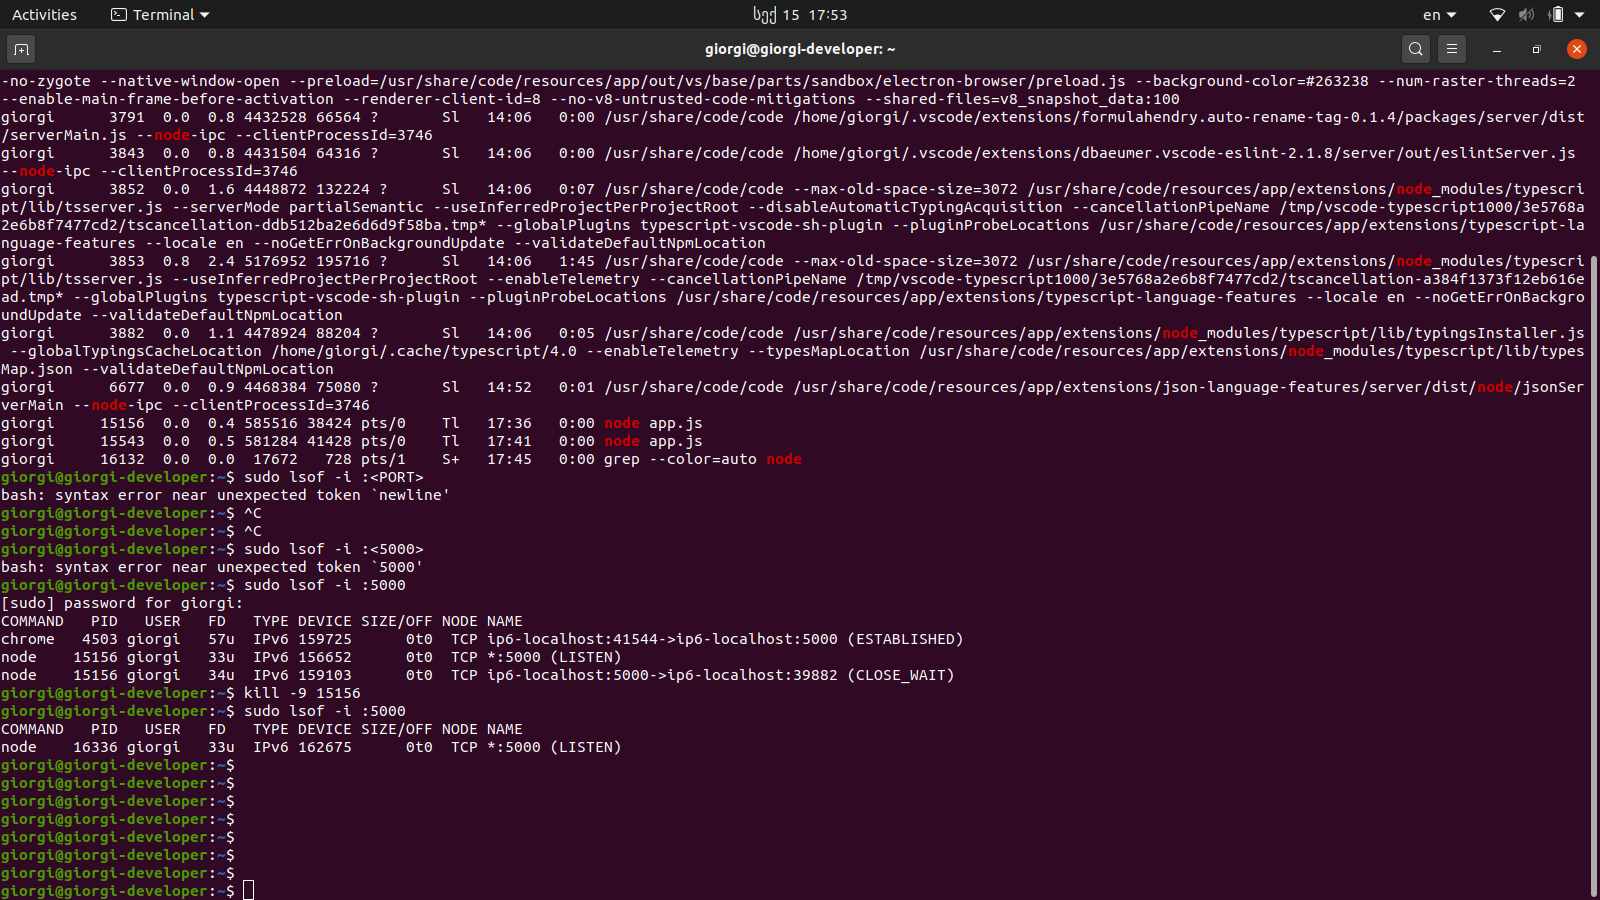 Activities Terminal სექ 15 17:53 en
giorgi@giorgi-developer: ~
-no-zygote --native-window-open --preload=/usr/share/code/resources/app/out/vs/base/parts/sandbox/electron-browser/preload.js --background-color=#263238 --num-raster-threads=2
--enable-main-frame-before-activation --renderer-client-id=8 --no-v8-untrusted-code-mitigations --shared-files=v8_snapshot_data:100
giorgi 3791 0.0 0.8 4432528 66564 ? Sl 14:06 0:00 /usr/share/code/code /home/giorgi/.vscode/extensions/formulahendry.auto-rename-tag-0.1.4/packages/server/dist
/serverMain.js --node-ipc --clientProcessId=3746
giorgi 3843 0.0 0.8 4431504 64316 ? Sl 14:06 0:00 /usr/share/code/code /home/giorgi/.vscode/extensions/dbaeumer.vscode-eslint-2.1.8/server/out/eslintServer.js
--node-ipc --clientProcessId=3746
giorgi 3852 0.0 1.6 4448872 132224 ? Sl 14:06 0:07 /usr/share/code/code --max-old-space-size=3072 /usr/share/code/resources/app/extensions/node_modules/typescri
pt/lib/tsserver.js --serverMode partialSemantic --useInferredProjectPerProjectRoot --disableAutomaticTypingAcquisition --cancellationPipeName /tmp/vscode-typescript1000/3e5768a
2e6b8f7477cd2/tscancellation-ddb512ba2e6d6d9f58ba.tmp* --globalPlugins typescript-vscode-sh-plugin --pluginProbeLocations /usr/share/code/resources/app/extensions/typescript-la
nguage-features --locale en --noGetErrOnBackgroundUpdate --validateDefaultNpmLocation
giorgi 3853 0.8 2.4 5176952 195716 ? Sl 14:06 1:45 /usr/share/code/code --max-old-space-size=3072 /usr/share/code/resources/app/extensions/node_modules/typescri
pt/lib/tsserver.js --useInferredProjectPerProjectRoot --enableTelemetry --cancellationPipeName /tmp/vscode-typescript1000/3e5768a2e6b8f7477cd2/tscancellation-a384f1373f12eb616e
ad.tmp* --globalPlugins typescript-vscode-sh-plugin --pluginProbeLocations /usr/share/code/resources/app/extensions/typescript-language-features --locale en --noGetErrOnBackgro
undUpdate --validateDefaultNpmLocation
giorgi 3882 0.0 1.1 4478924 88204 ? Sl 14:06 0:05 /usr/share/code/code /usr/share/code/resources/app/extensions/node_modules/typescript/lib/typingsInstaller.js
--globalTypingsCacheLocation /home/giorgi/.cache/typescript/4.0 --enableTelemetry --typesMapLocation /usr/share/code/resources/app/extensions/node_modules/typescript/lib/types
Map.json --validateDefaultNpmLocation
giorgi 6677 0.0 0.9 4468384 75080 ? Sl 14:52 0:01 /usr/share/code/code /usr/share/code/resources/app/extensions/json-language-features/server/dist/node/jsonSer
verMain --node-ipc --clientProcessId=3746
giorgi 15156 0.0 0.4 585516 38424 pts/0 Tl 17:36 0:00 node app.js
giorgi 15543 0.0 0.5 581284 41428 pts/0 Tl 17:41 0:00 node app.js
giorgi 16132 0.0 0.0 17672 728 pts/1 S+ 17:45 0:00 grep --color=auto node
giorgi@giorgi-developer:~$ sudo lsof -i :<PORT>
bash: syntax error near unexpected token `newline'
giorgi@giorgi-developer:~$ ^C
giorgi@giorgi-developer:~$ ^C
giorgi@giorgi-developer:~$ sudo lsof -i :<5000>
bash: syntax error near unexpected token `5000'
giorgi@giorgi-developer:~$ sudo lsof -i :5000
[sudo] password for giorgi:
COMMAND PID USER FD TYPE DEVICE SIZE/OFF NODE NAME
chrome 4503 giorgi 57u IPv6 159725 0t0 TCP ip6-localhost:41544->ip6-localhost:5000 (ESTABLISHED)
node 15156 giorgi 33u IPv6 156652 0t0 TCP *:5000 (LISTEN)
node 15156 giorgi 34u IPv6 159103 0t0 TCP ip6-localhost:5000->ip6-localhost:39882 (CLOSE_WAIT)
giorgi@giorgi-developer:~$ kill -9 15156
giorgi@giorgi-developer:~$ sudo lsof -i :5000
COMMAND PID USER FD TYPE DEVICE SIZE/OFF NODE NAME
node 16336 giorgi 33u IPv6 162675 0t0 TCP *:5000 (LISTEN)
giorgi@giorgi-developer:~$
giorgi@giorgi-developer:~$
giorgi@giorgi-developer:~$
giorgi@giorgi-developer:~$
giorgi@giorgi-developer:~$
giorgi@giorgi-developer:~$
giorgi@giorgi-developer:~$
giorgi@giorgi-developer:~$